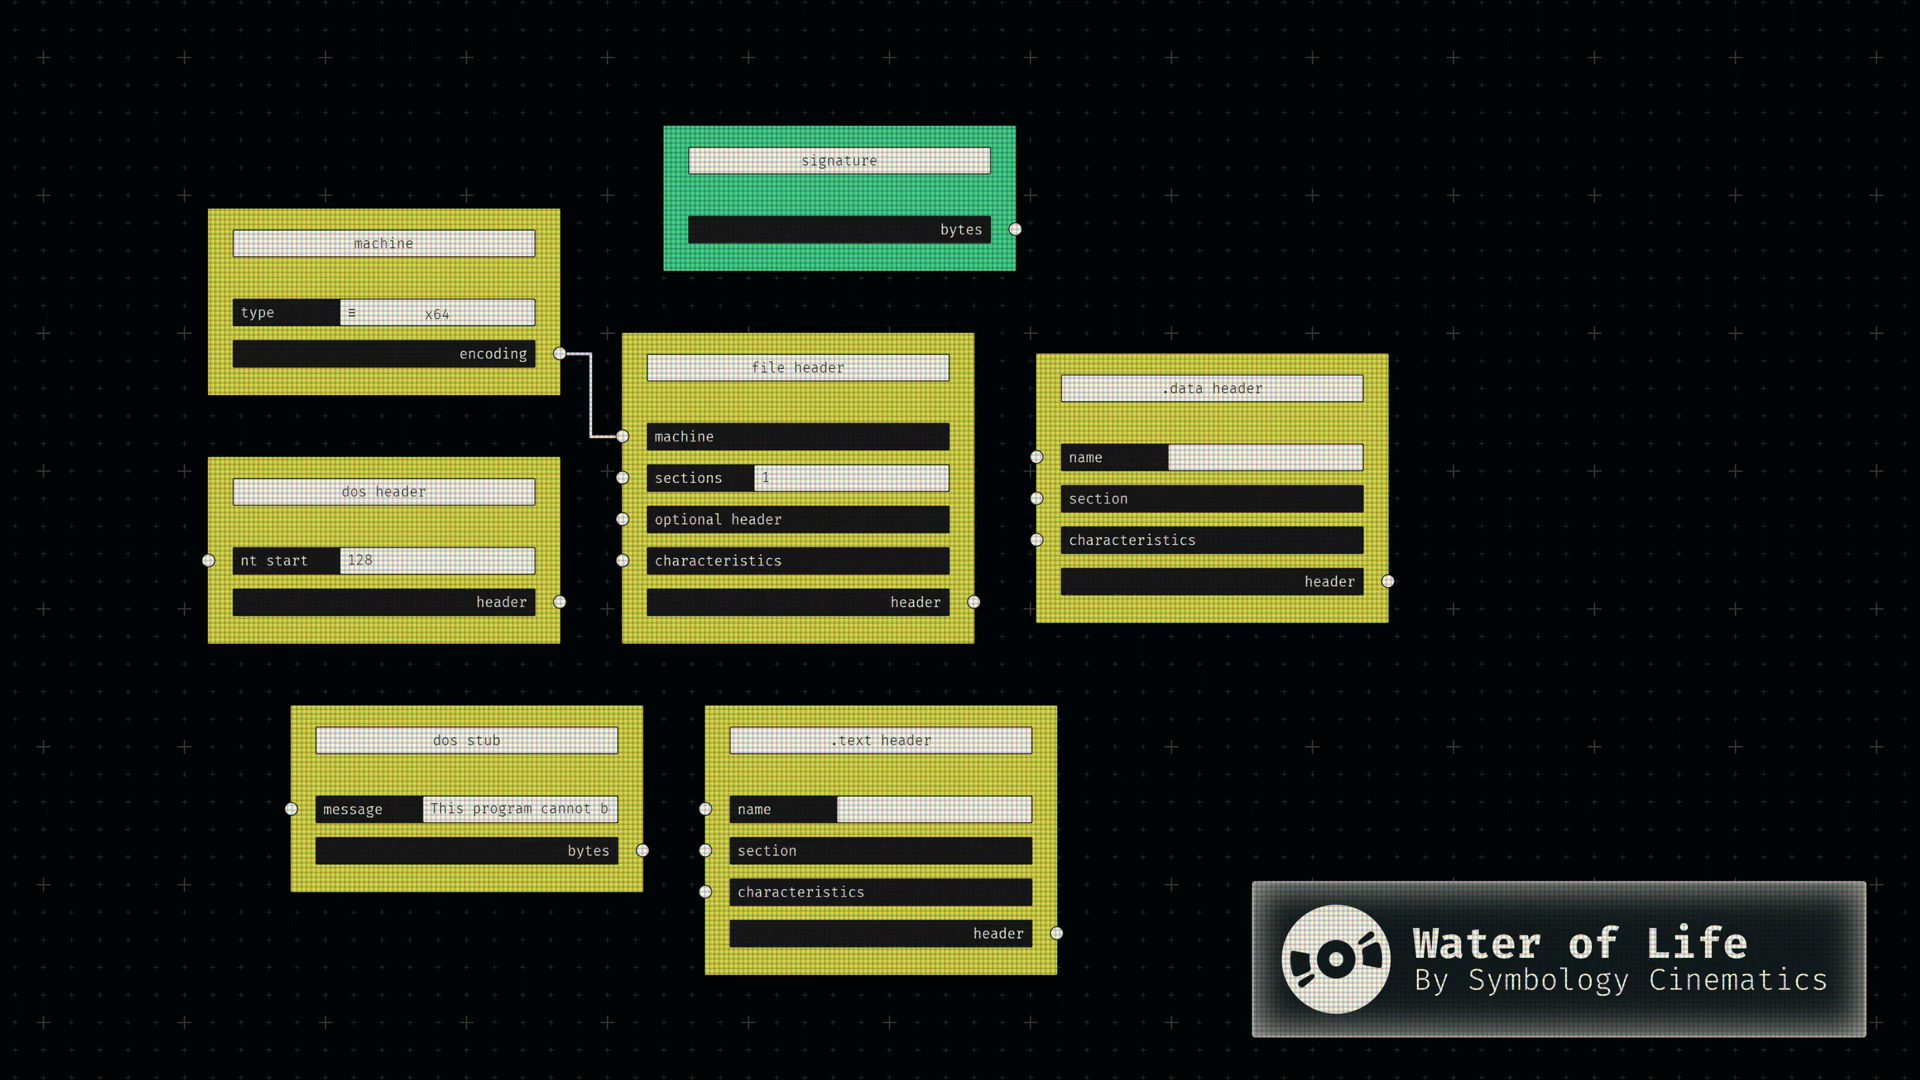 signature
bytes
machine
type ≡ x64
encoding
file header
machine
sections 1
optional header
characteristics
header
.data header
name
section
characteristics
header
dos header
nt start 128
header
dos stub
message This program cannot b
bytes
.text header
name
section
characteristics
header
Water of Life
By Symbology Cinematics